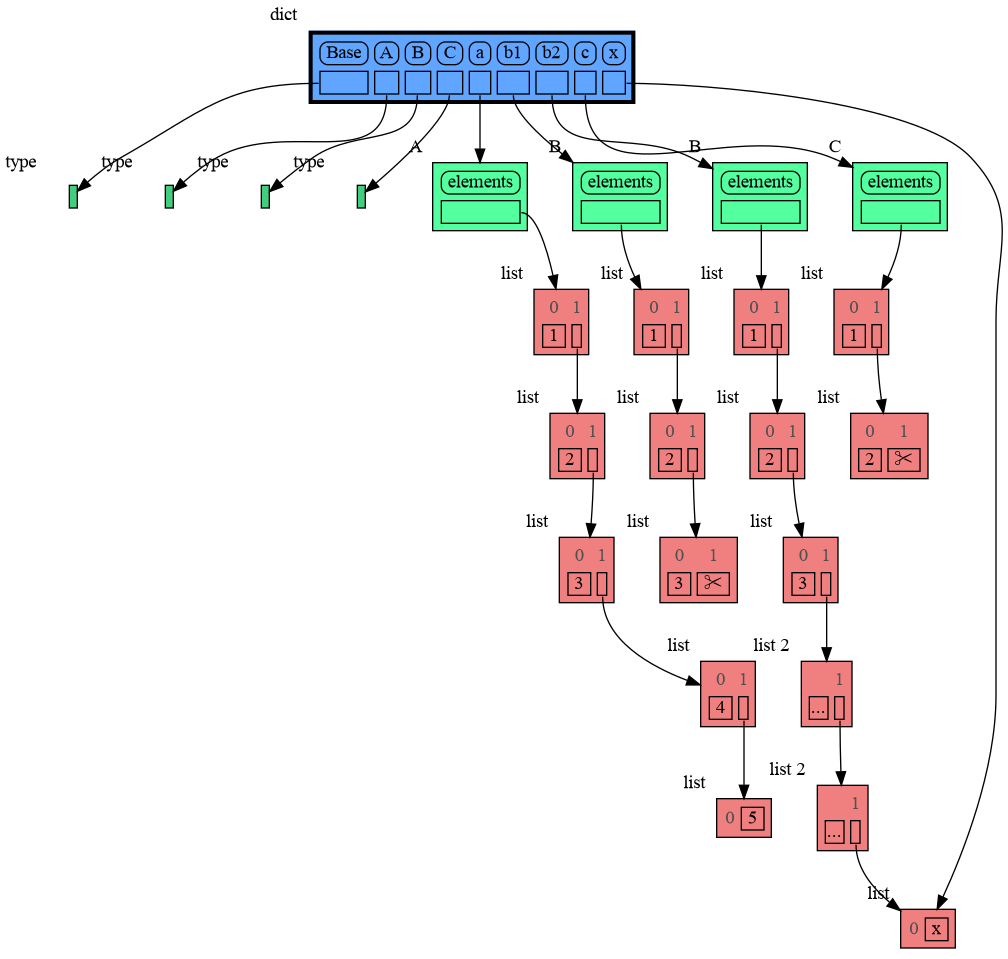 dict
Base A B C a b1 b2 c x
type type type type A B B C
elements elements elements elements
list list list list
0 1 0 1 0 1 0 1
1 1 1 1
list list list list
0 1 0 1 0 1 0 1
2 2 2 2 ✂
list list list
0 1 0 1 0 1
3 3 ✂ 3
list list 2
0 1 1
4 ...
list list 2
1
0 5 ...
list
0 x